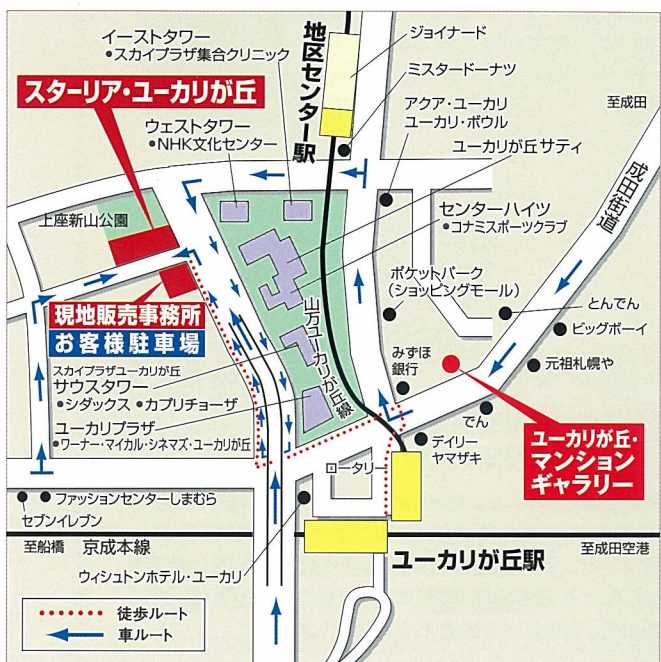 イーストタワー
●スカイプラザ集合クリニック
スターリア・ユーカリが丘
ウェストタワー
●NHK文化センター
地区センター駅
ジョイナード
ミスタードーナツ
アクア・ユーカリ
ユーカリ・ボウル
ユーカリが丘サティ
至成田
成田街道
センターハイツ
●コナミスポーツクラブ
上座新山公園
ポケットパーク
(ショッピングモール)
とんでん
ビッグボーイ
元祖札幌や
現地販売事務所
お客様駐車場
山万ユーカリが丘線
みずほ
銀行
スカイプラザユーカリが丘
サウスタワー
●シダックス ●カプリチョーザ
ユーカリプラザ
●ワーナー・マイカル・シネマズ・ユーカリが丘
でん
デイリー
ヤマザキ
ユーカリが丘・
マンション
ギャラリー
ロータリー
ファッションセンターしまむら
セブンイレブン
至船橋 京成本線
ユーカリが丘駅
至成田空港
ウィシュトンホテル・ユーカリ
徒歩ルート
車ルート